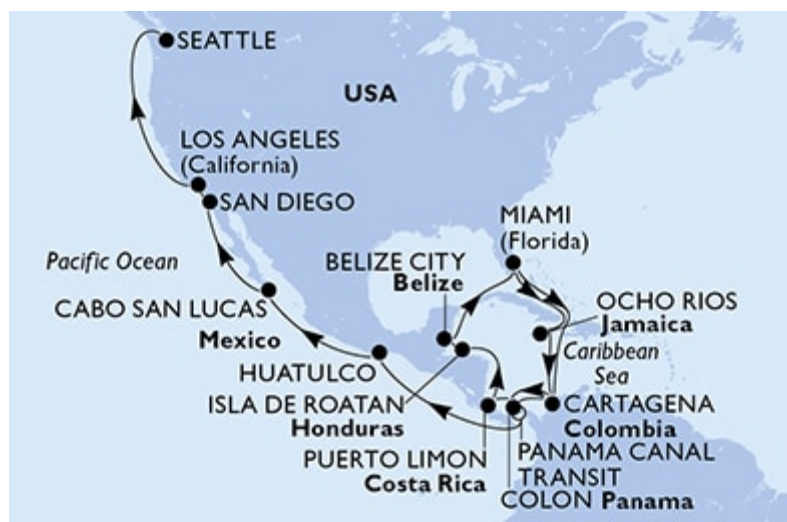 SEATTLE
USA
LOS ANGELES
(California)
SAN DIEGO
MIAMI
(Florida)
Pacific Ocean
BELIZE CITY
Belize
CABO SAN LUCAS
Mexico
OCHO RIOS
Jamaica
Caribbean
Sea
HUATULCO
ISLA DE ROATAN
Honduras
CARTAGENA
Colombia
PUERTO LIMON
Costa Rica
PANAMA CANAL
TRANSIT
COLON Panama